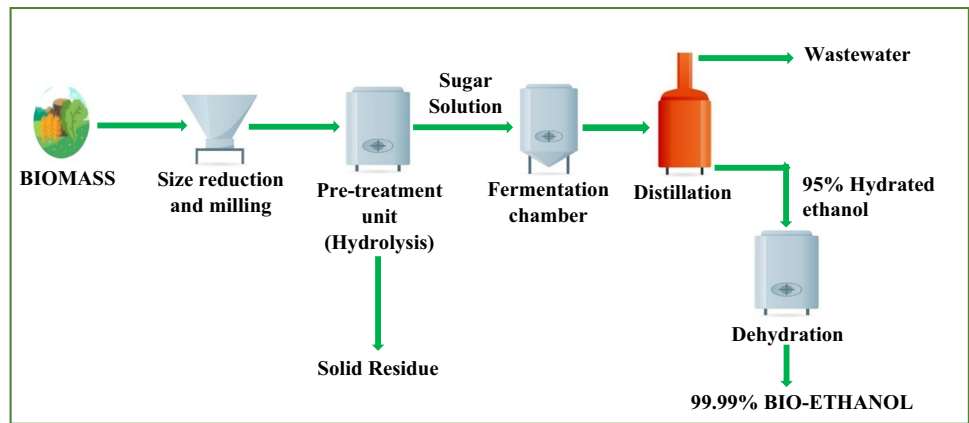 Wastewater
Sugar
Solution
BIOMASS
Size reduction
and milling
Pre-treatment
unit
(Hydrolysis)
Fermentation
chamber
Distillation
95% Hydrated
ethanol
Dehydration
Solid Residue
99.99% BIO-ETHANOL